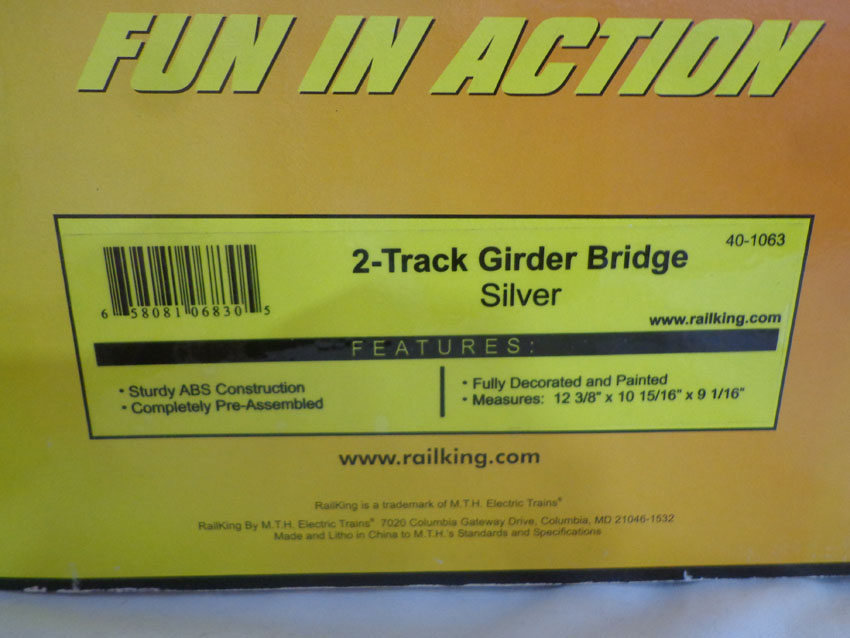 FUN IN ACTION
40-1063
2-Track Girder Bridge
Silver
6 58081 06830 5
www.railking.com
FEATURES:
• Sturdy ABS Construction
• Completely Pre-Assembled
• Fully Decorated and Painted
• Measures: 12 3/8" x 10 15/16" x 9 1/16"
www.railking.com
RailKing is a trademark of M.T.H. Electric Trains®
RailKing By M.T.H. Electric Trains® 7020 Columbia Gateway Drive, Columbia, MD 21046-1532
Made and Litho in China to M.T.H.'s Standards and Specifications